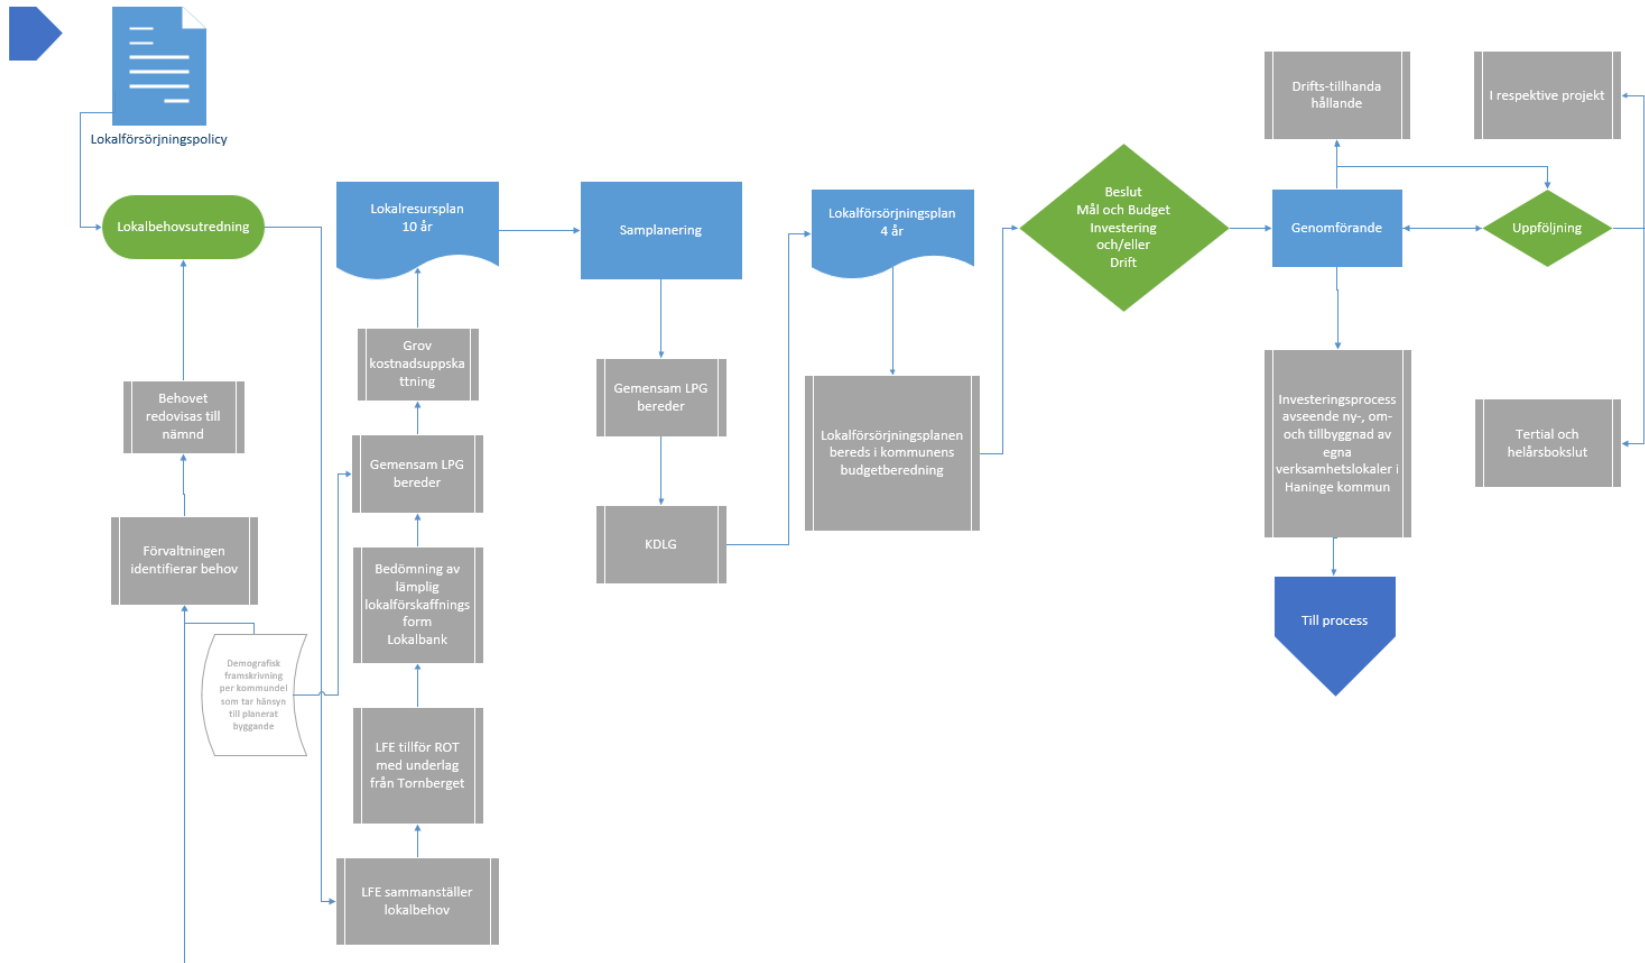 Lokalförsörjningspolicy
Lokalbehovsutredning
Behovet
redovisas till
nämnd
Förvaltningen
identifierar behov
Demografisk
framskrivning
per kommundel
som tar hänsyn
till planerat
byggande
Lokalresursplan
10 år
Grov
kostnadsuppska
ttning
Gemensam LPG
bereder
Bedömning av
lämplig
lokalförskaffnings
form
Lokalbank
LFE tillför ROT
med underlag
från Tornberget
LFE sammanställer
lokalbehov
Samplanering
Gemensam LPG
bereder
KDLG
Lokalförsörjningsplan
4 år
Lokalförsörjningsplanen
bereds i kommunens
budgetberedning
Beslut
Mål och Budget
Investering
och/eller
Drift
Drifts-tillhanda
hållande
Genomförande
Investeringsprocess
avseende ny-, om-
och tillbyggnad av
egna
verksamhetslokaler i
Haninge kommun
Till process
I respektive projekt
Uppföljning
Tertial och
helårsbokslut